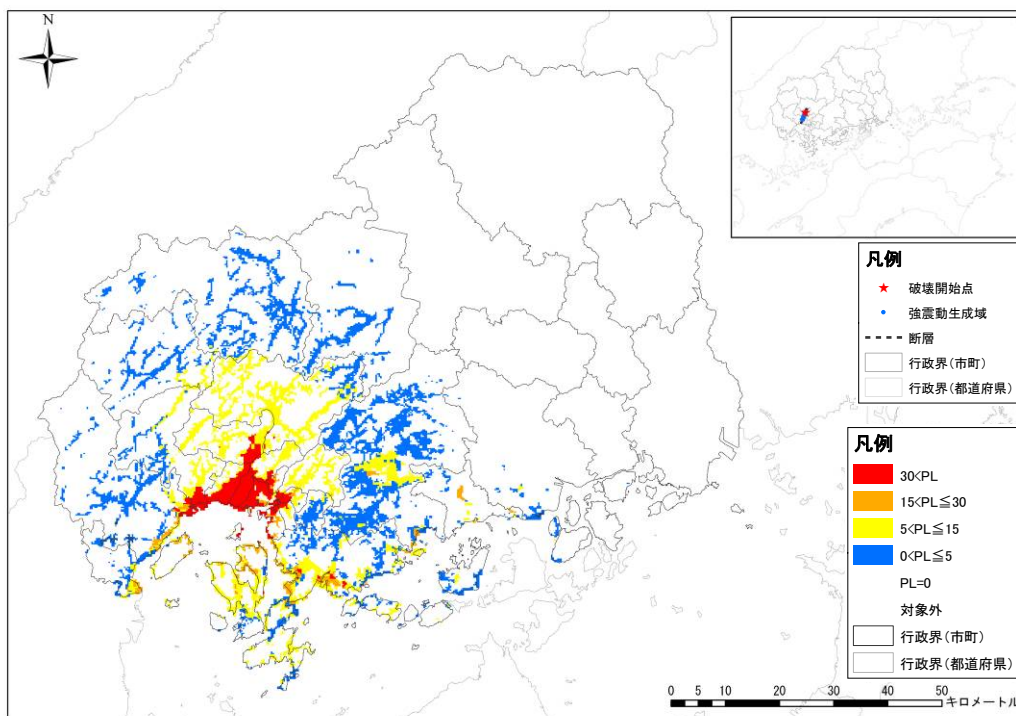 N
凡例
破壊開始点
強震動生成域
断層
行政界(市町)
行政界(都道府県)
凡例
30<PL
15<PL≦30
5<PL≦15
0<PL≦5
PL=0
対象外
行政界(市町)
行政界(都道府県)
0 5 10 20 30 40 50
キロメートル